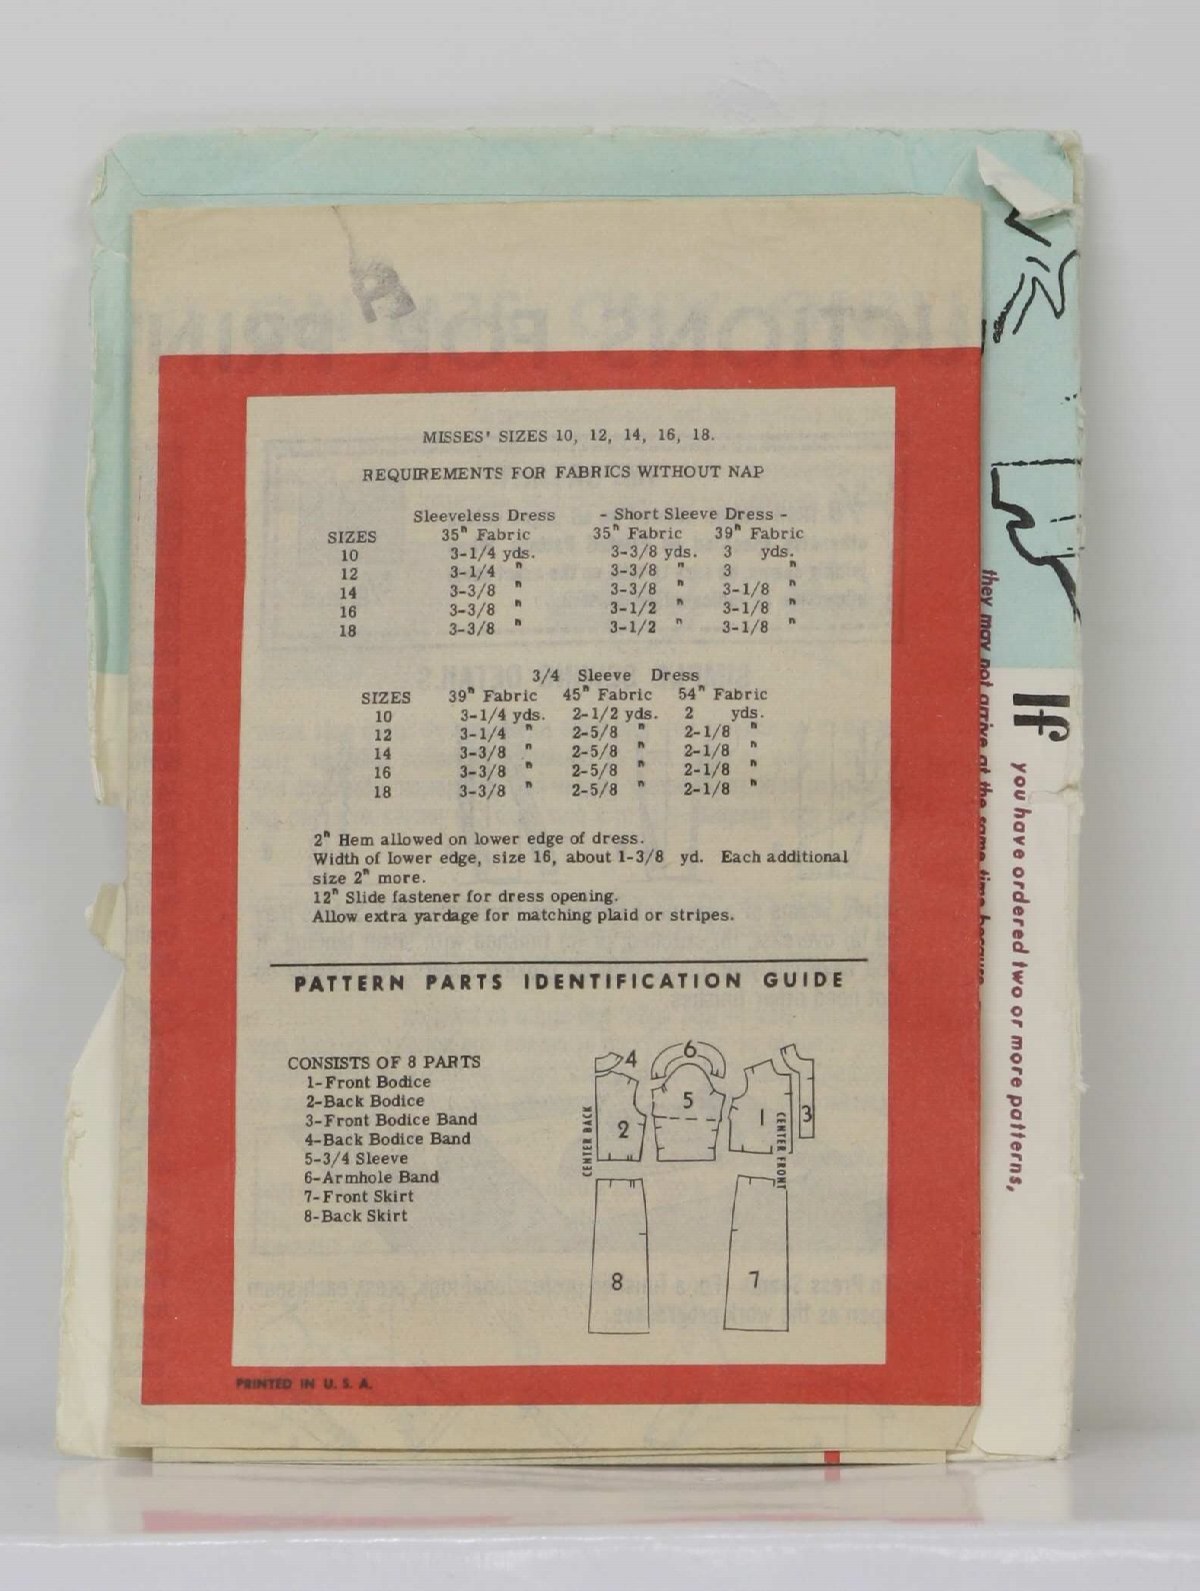 MISSES' SIZES 10, 12, 14, 16, 18.
REQUIREMENTS FOR FABRICS WITHOUT NAP
Sleeveless Dress - Short Sleeve Dress -
SIZES 35" Fabric 35" Fabric 39" Fabric
10 3-1/4 yds. 3-3/8 yds. 3 yds.
12 3-1/4 " 3-3/8 " 3 "
14 3-3/8 " 3-3/8 " 3-1/8 "
16 3-3/8 " 3-1/2 " 3-1/8 "
18 3-3/8 " 3-1/2 " 3-1/8 "
3/4 Sleeve Dress
SIZES 39" Fabric 45" Fabric 54" Fabric
10 3-1/4 yds. 2-1/2 yds. 2 yds.
12 3-1/4 " 2-5/8 " 2-1/8 "
14 3-3/8 " 2-5/8 " 2-1/8 "
16 3-3/8 " 2-5/8 " 2-1/8 "
18 3-3/8 " 2-5/8 " 2-1/8 "
2" Hem allowed on lower edge of dress.
Width of lower edge, size 16, about 1-3/8 yd. Each additional
size 2" more.
12" Slide fastener for dress opening.
Allow extra yardage for matching plaid or stripes.
PATTERN PARTS IDENTIFICATION GUIDE
CONSISTS OF 8 PARTS
1-Front Bodice
2-Back Bodice
3-Front Bodice Band
4-Back Bodice Band
5-3/4 Sleeve
6-Armhole Band
7-Front Skirt
8-Back Skirt
4
6
5
2
1
3
CENTER BACK
CENTER FRONT
8
7
PRINTED IN U. S. A.
If you have ordered two or more patterns,
they may not arrive at the same time because